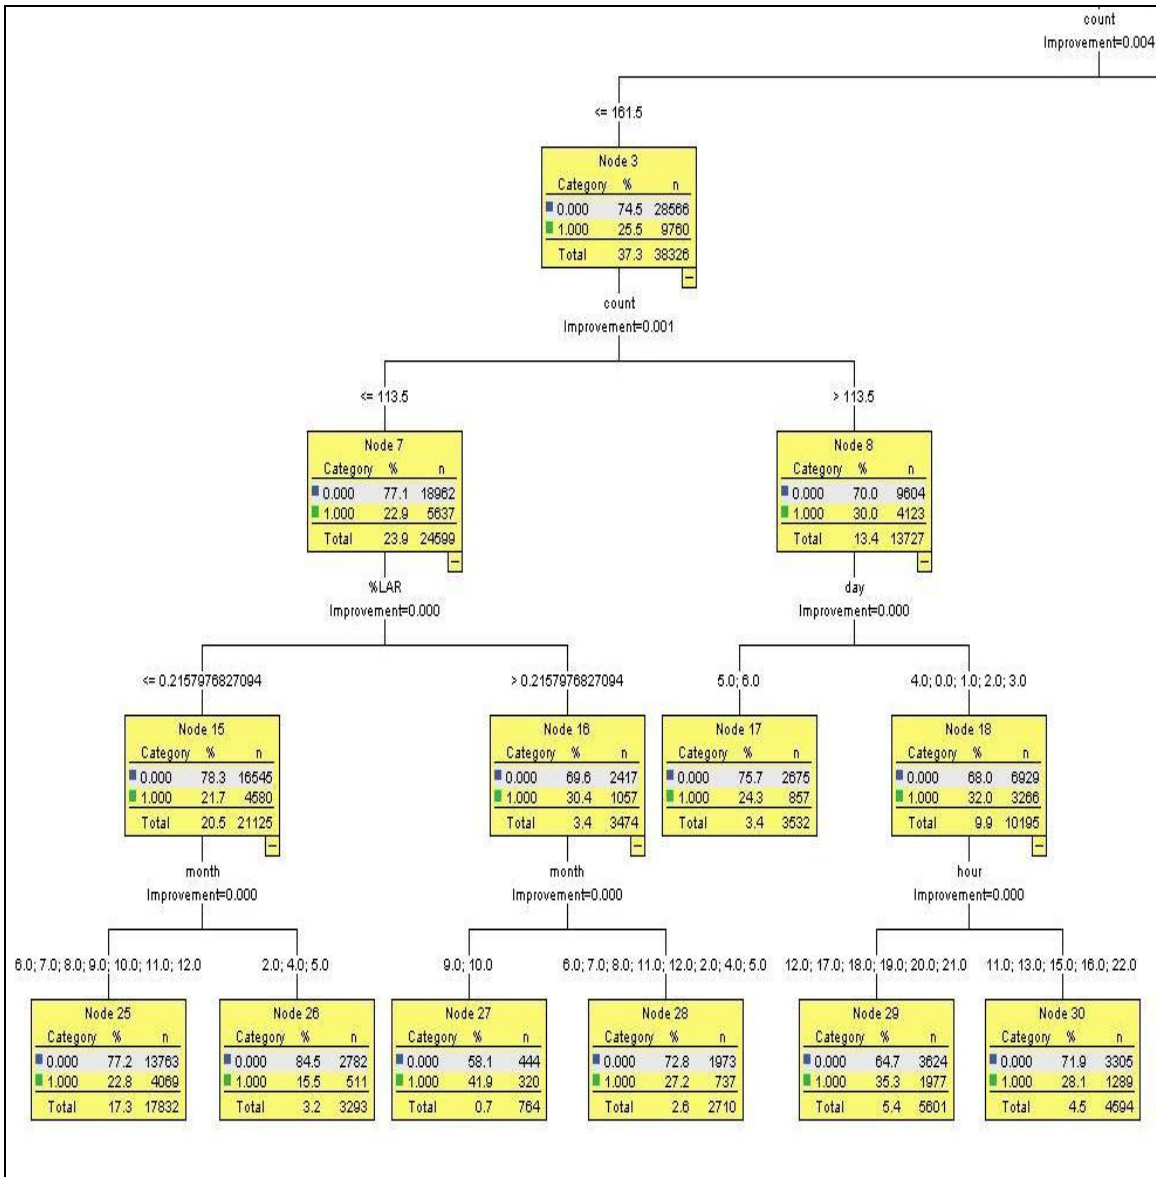 count
Improvement=0.004
<= 161.5
Node 3
Category % n
0.000 74.5 28566
1.000 25.5 9760
Total 37.3 38326
count
Improvement=0.001
<= 113.5
> 113.5
Node 7
Category % n
0.000 77.1 18962
1.000 22.9 5637
Total 23.9 24599
Node 8
Category % n
0.000 70.0 9604
1.000 30.0 4123
Total 13.4 13727
%LAR
Improvement=0.000
day
Improvement=0.000
<= 0.2157976827094
> 0.2157976827094
5.0; 6.0
4.0; 0.0; 1.0; 2.0; 3.0
Node 15
Category % n
0.000 78.3 16545
1.000 21.7 4580
Total 20.5 21125
Node 16
Category % n
0.000 69.6 2417
1.000 30.4 1057
Total 3.4 3474
Node 17
Category % n
0.000 75.7 2675
1.000 24.3 857
Total 3.4 3532
Node 18
Category % n
0.000 68.0 6929
1.000 32.0 3266
Total 9.9 10195
month
Improvement=0.000
month
Improvement=0.000
hour
Improvement=0.000
6.0; 7.0; 8.0; 9.0; 10.0; 11.0; 12.0
2.0; 4.0; 5.0
9.0; 10.0
6.0; 7.0; 8.0; 11.0; 12.0; 2.0; 4.0; 5.0
12.0; 17.0; 18.0; 19.0; 20.0; 21.0
11.0; 13.0; 15.0; 16.0; 22.0
Node 25
Category % n
0.000 77.2 13763
1.000 22.8 4069
Total 17.3 17832
Node 26
Category % n
0.000 84.5 2782
1.000 15.5 511
Total 3.2 3293
Node 27
Category % n
0.000 58.1 444
1.000 41.9 320
Total 0.7 764
Node 28
Category % n
0.000 72.8 1973
1.000 27.2 737
Total 2.6 2710
Node 29
Category % n
0.000 64.7 3624
1.000 35.3 1977
Total 5.4 5601
Node 30
Category % n
0.000 71.9 3305
1.000 28.1 1289
Total 4.5 4594